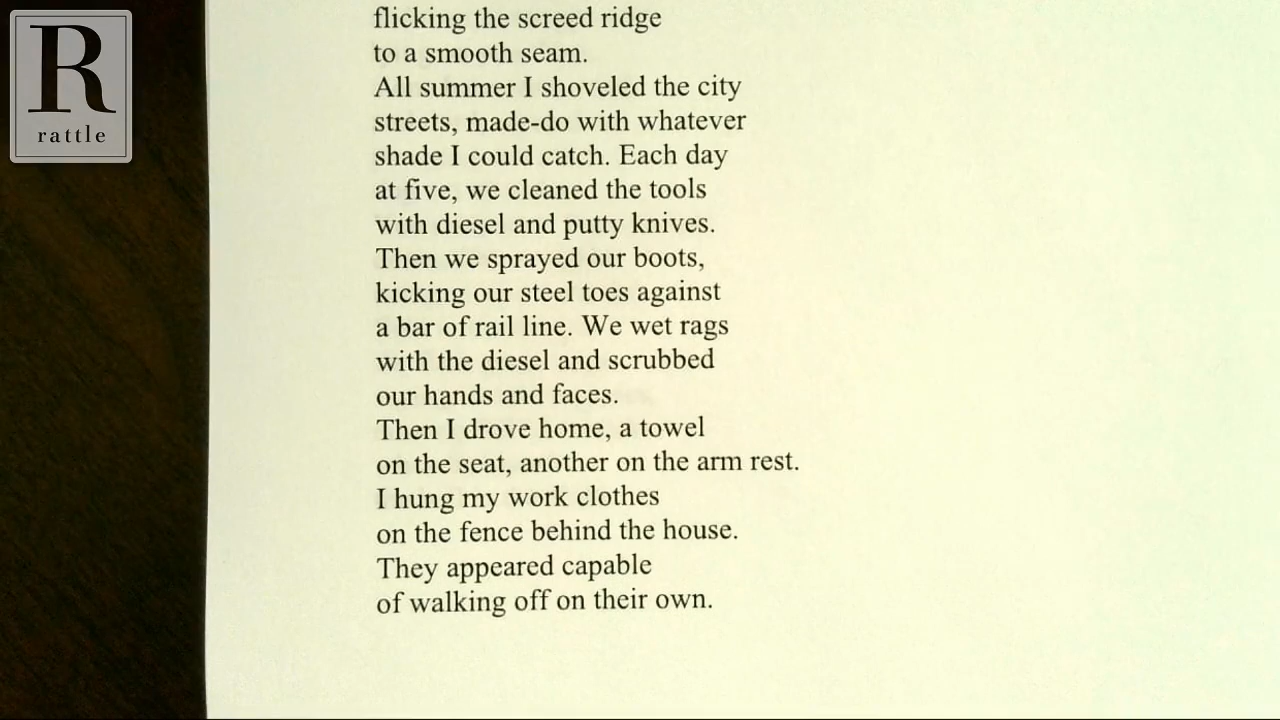 R
rattle
flicking the screed ridge
to a smooth seam.
All summer I shoveled the city
streets, made-do with whatever
shade I could catch. Each day
at five, we cleaned the tools
with diesel and putty knives.
Then we sprayed our boots,
kicking our steel toes against
a bar of rail line. We wet rags
with the diesel and scrubbed
our hands and faces.
Then I drove home, a towel
on the seat, another on the arm rest.
I hung my work clothes
on the fence behind the house.
They appeared capable
of walking off on their own.